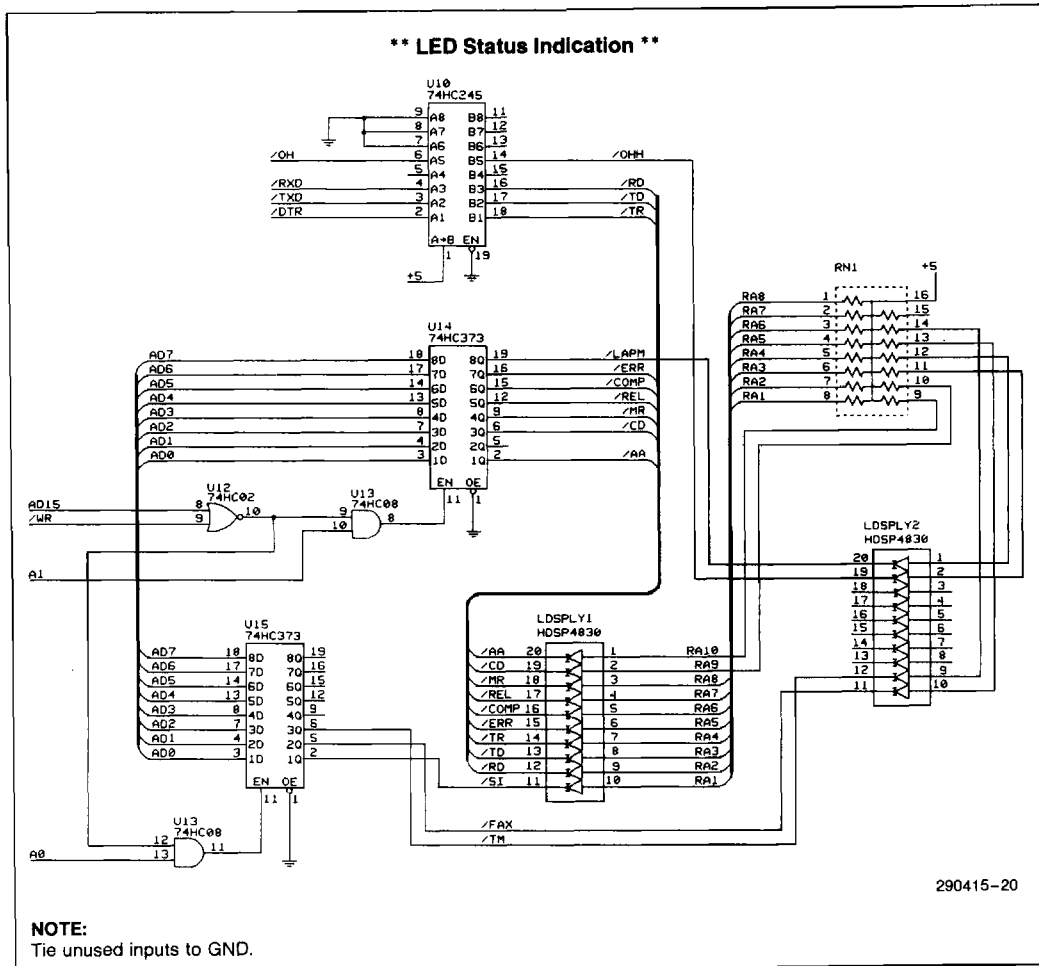 ** LED Status Indication **
U10
74HC245
9 A8 B8 11
8 A7 B7 12
7 A6 B6 13
/OH 6 A5 B5 14 /OHH
5 A4 B4 15
/RXD 4 A3 B3 16 /RD
/TXD 3 A2 B2 17 /TD
/DTR 2 A1 B1 18 /TR
A→B EN
1 19
+5
RN1 +5
RA8 1 16
RA7 2 15
RA6 3 14
RA5 4 13
RA4 5 12
RA3 6 11
RA2 7 10
RA1 8 9
U14
74HC373
AD7 18 8D 8Q 19 /LAPM
AD6 17 7D 7Q 16 /ERR
AD5 14 6D 6Q 15 /COMP
AD4 13 5D 5Q 12 /REL
AD3 8 4D 4Q 9 /MR
AD2 7 3D 3Q 6 /CD
AD1 4 2D 2Q 5
AD0 3 1D 1Q 2 /AA
EN OE
11 1
U12
74HC02
AD15 8
/WR 9 10
U13
74HC08
9
10 8
A1
LDSPLY2
HDSP4830
20 1
19 2
18 3
17 4
16 5
15 6
14 7
13 8
12 9
11 10
U15
74HC373
AD7 18 8D 8Q 19
AD6 17 7D 7Q 16
AD5 14 6D 6Q 15
AD4 13 5D 5Q 12
AD3 8 4D 4Q 9
AD2 7 3D 3Q 6
AD1 4 2D 2Q 5
AD0 3 1D 1Q 2
EN OE
11 1
LDSPLY1
HDSP4830
/AA 20 1 RA10
/CD 19 2 RA9
/MR 18 3 RA8
/REL 17 4 RA7
/COMP 16 5 RA6
/ERR 15 6 RA5
/TR 14 7 RA4
/TD 13 8 RA3
/RD 12 9 RA2
/SI 11 10 RA1
U13
74HC08
12
A0 13 11
/FAX
/TM
290415-20
NOTE:
Tie unused inputs to GND.